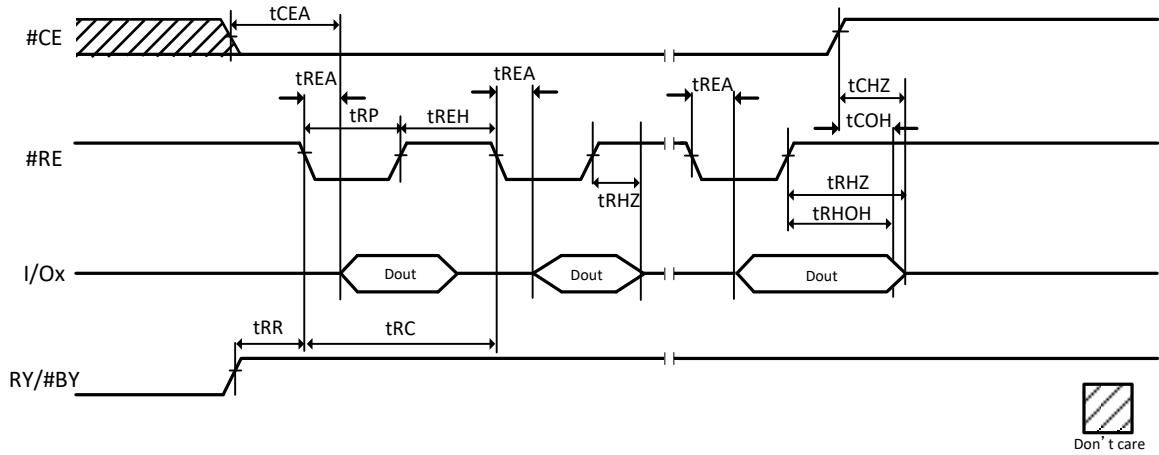 tCEA
#CE
tREA
tREA
tREA
tCHZ
tRP
tREH
tCOH
#RE
tRHZ
tRHZ
tRHOH
I/Ox
Dout
Dout
Dout
tRR
tRC
RY/#BY
Don’t care